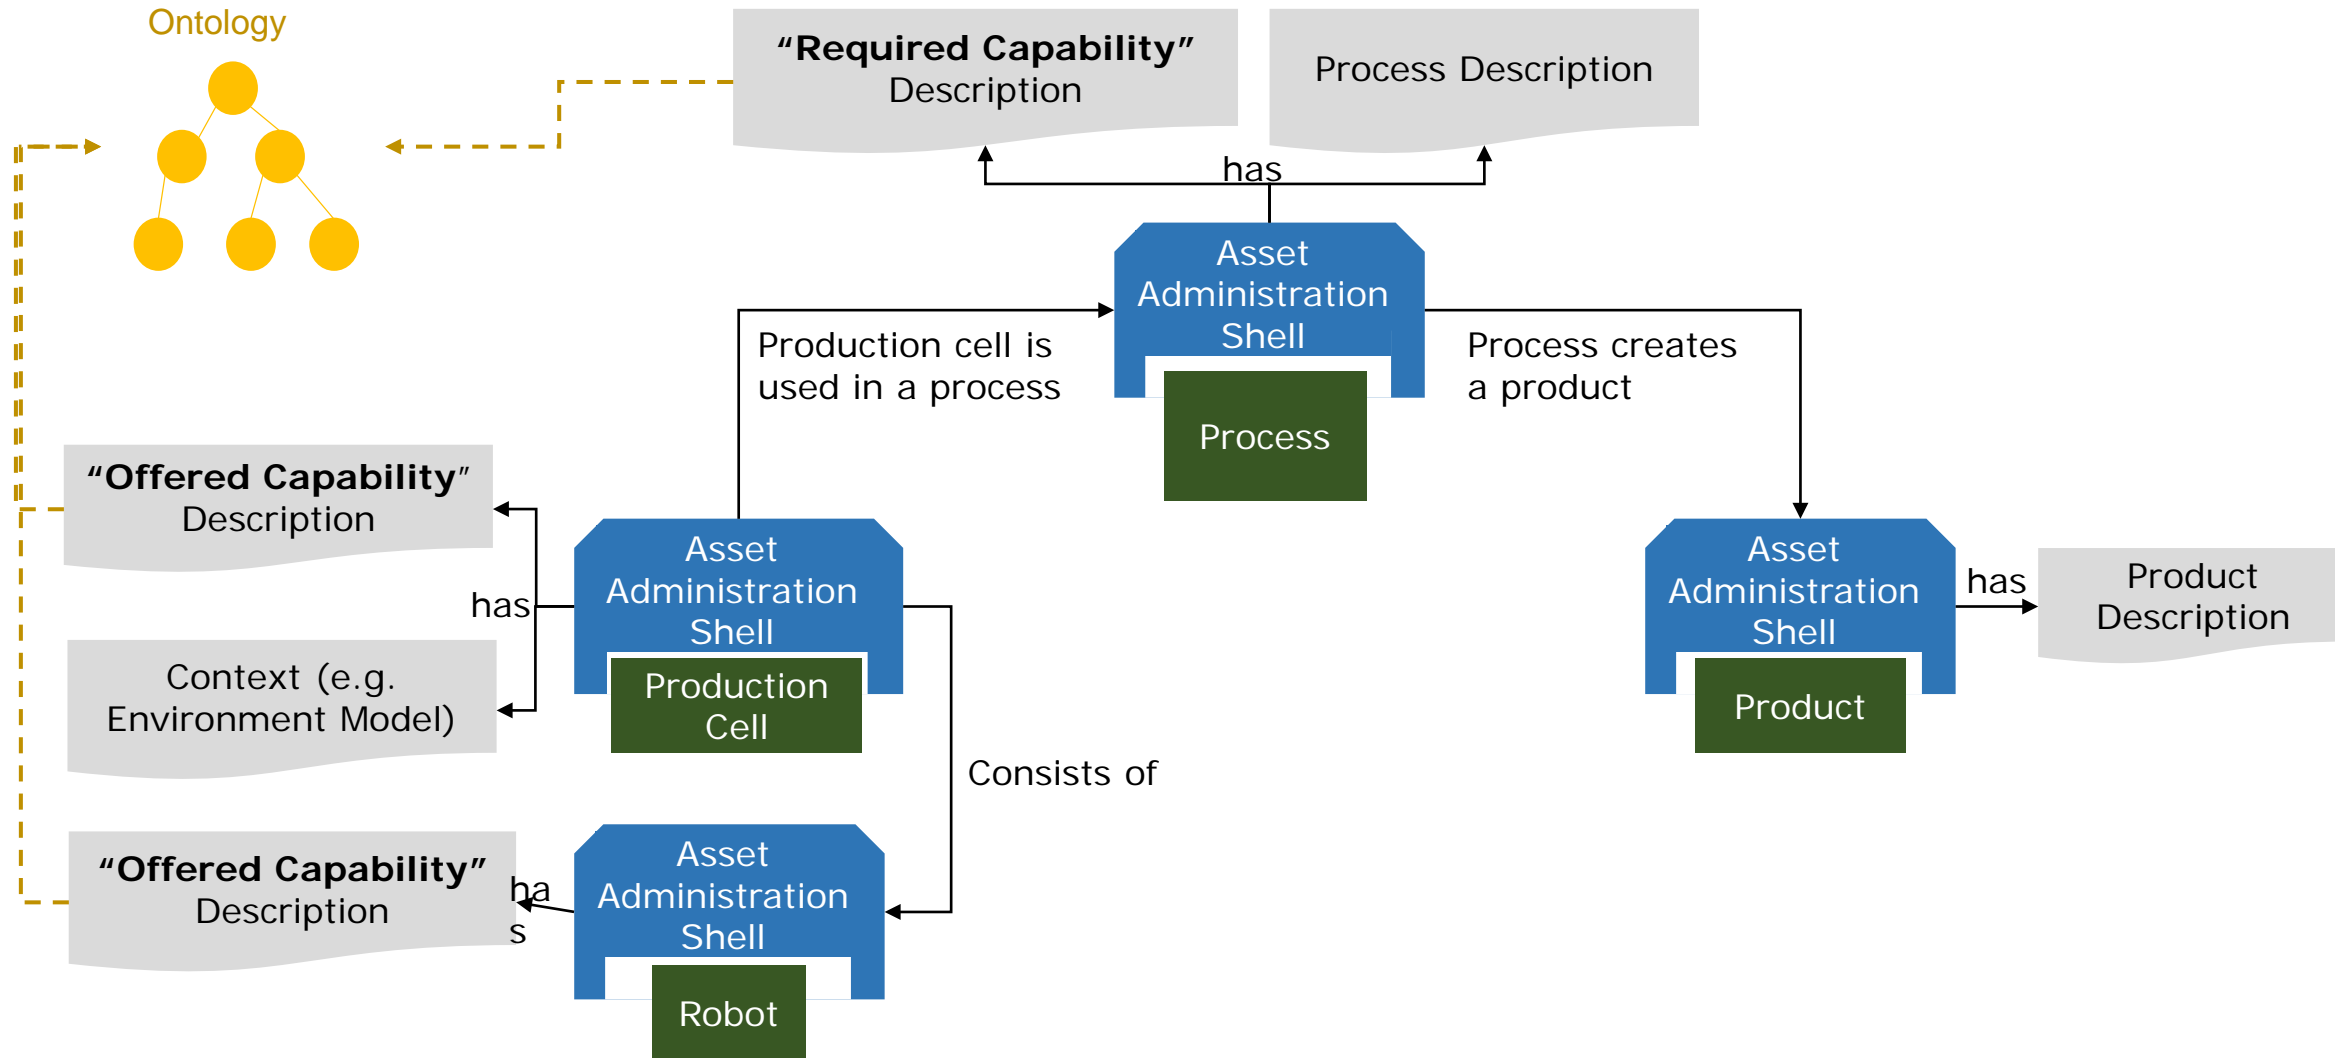 Ontology
“Required Capability”
Description
Process Description
has
Asset
Administration
Shell
Process
Production cell is
used in a process
Process creates
a product
“Offered Capability”
Description
has
Context (e.g.
Environment Model)
Asset
Administration
Shell
Production
Cell
Consists of
Asset
Administration
Shell
Product
has
Product
Description
“Offered Capability”
Description
ha
s
Asset
Administration
Shell
Robot